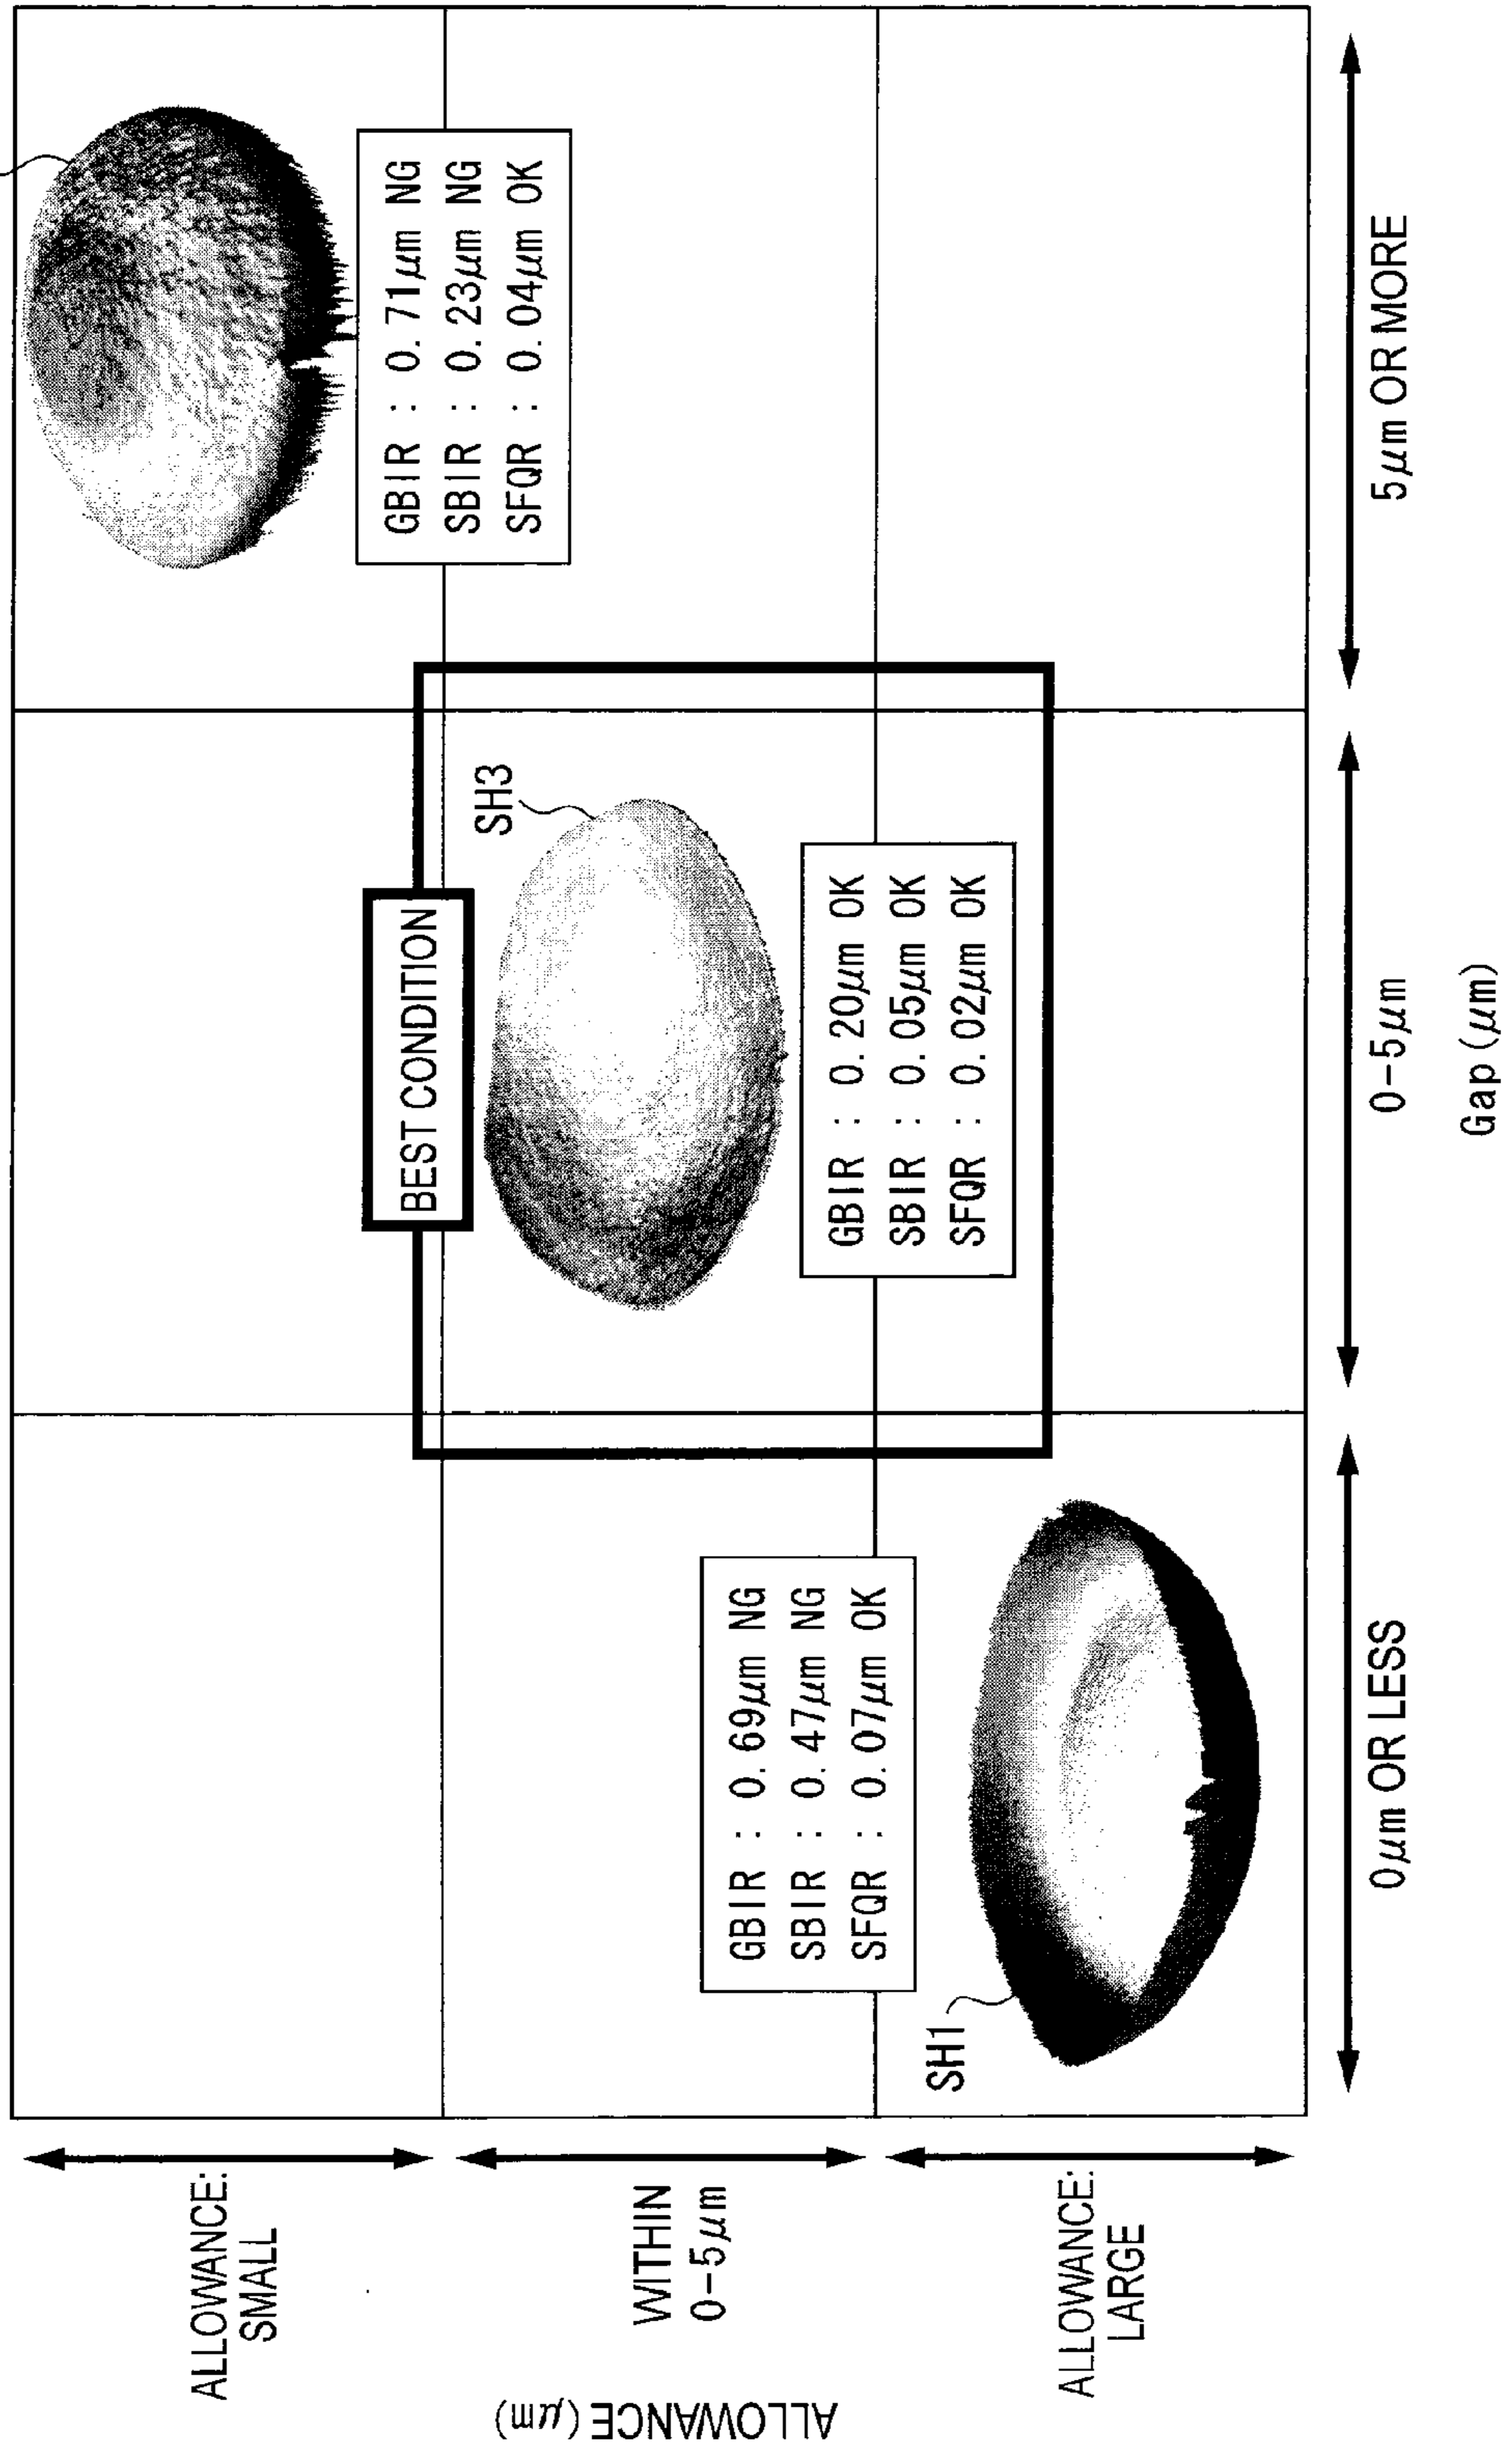 GBIR : 0.71μm NG
SBIR : 0.23μm NG
SFQR : 0.04μm OK
BEST CONDITION
SH3
GBIR : 0.20μm OK
SBIR : 0.05μm OK
SFQR : 0.02μm OK
GBIR : 0.69μm NG
SBIR : 0.47μm NG
SFQR : 0.07μm OK
SH1
ALLOWANCE:
SMALL
WITHIN
0-5μm
ALLOWANCE:
LARGE
ALLOWANCE (μm)
0μm OR LESS
0-5μm
5μm OR MORE
Gap (μm)